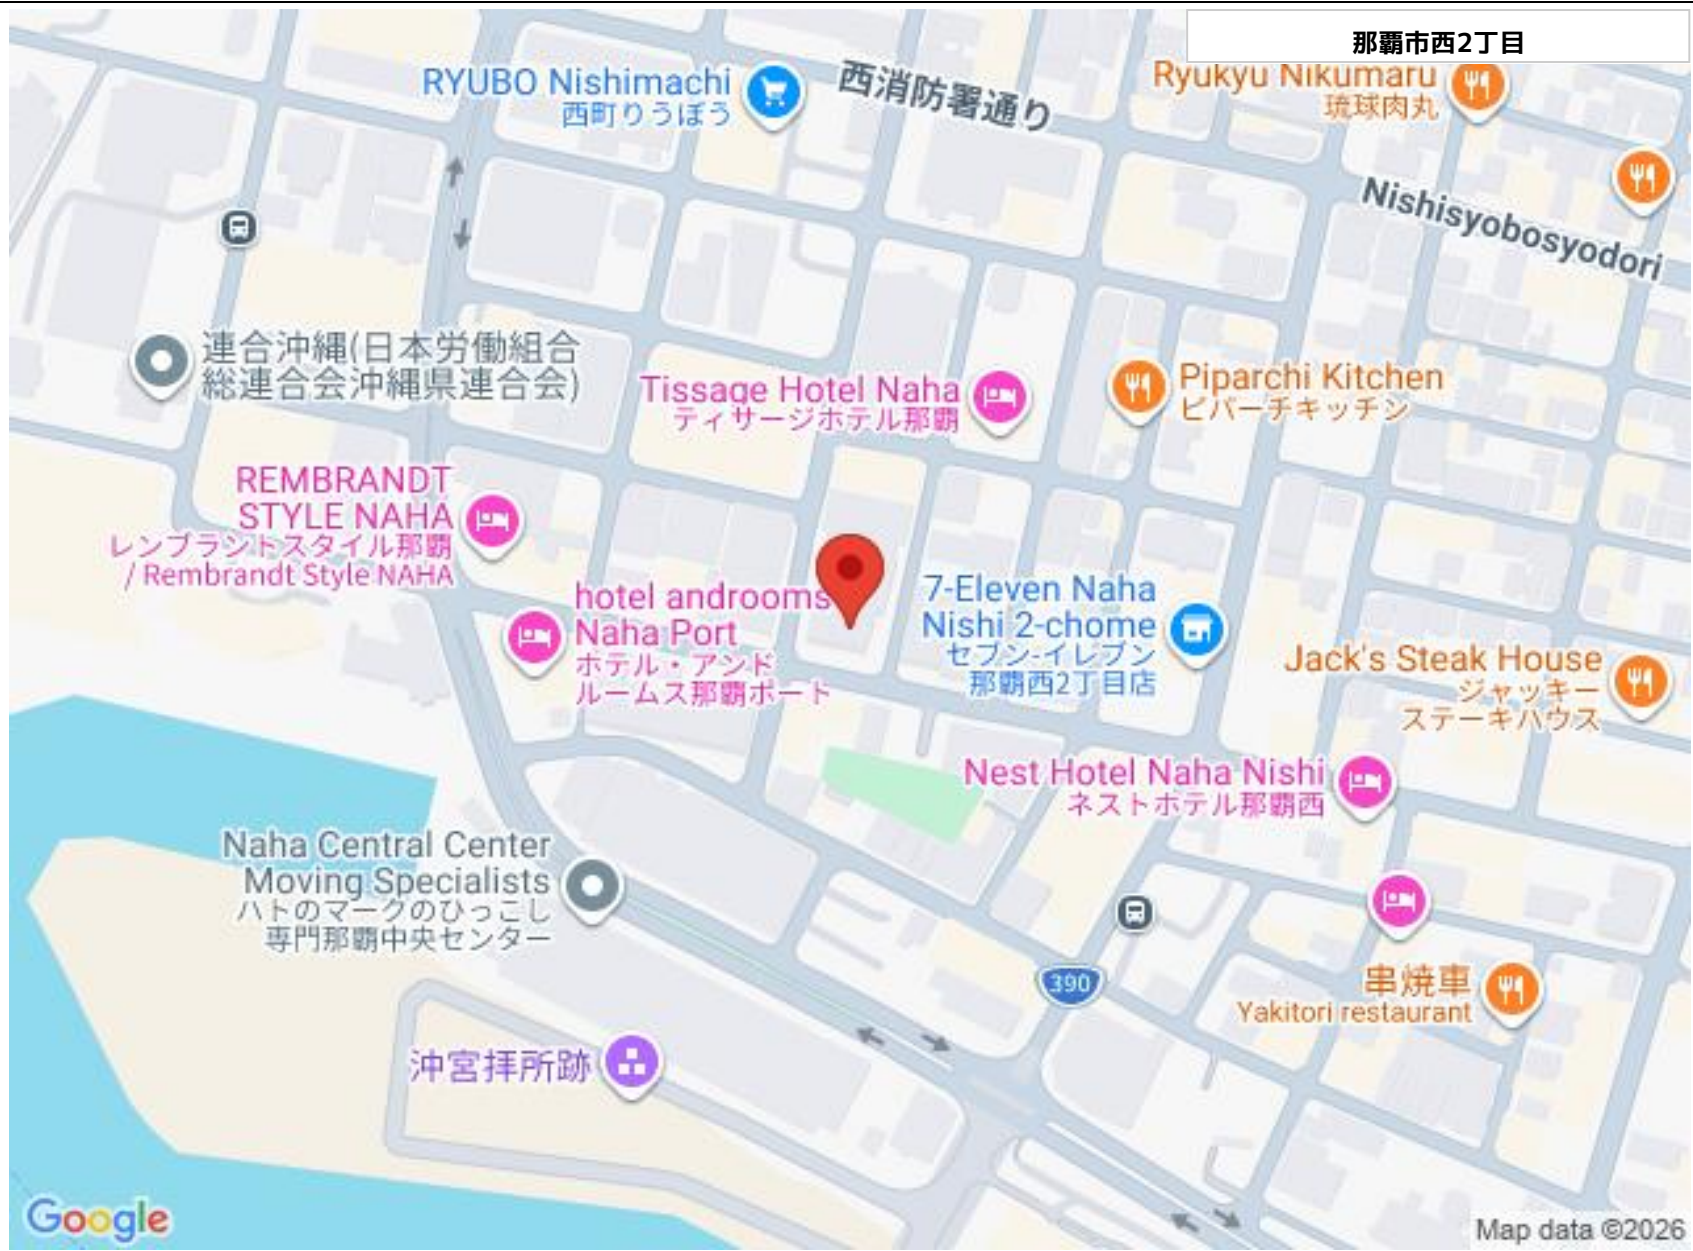 那覇市西2丁目
RYUBO Nishimachi
西町りうぼう
西消防署通り
Ryukyu Nikumaru
琉球肉丸
Nishisyobosyodori
連合沖縄(日本労働組合
総連合会沖縄県連合会)
Tissage Hotel Naha
ティサージホテル那覇
Piparchi Kitchen
ピパーチキッチン
REMBRANDT
STYLE NAHA
レンブラントスタイル那覇
/ Rembrandt Style NAHA
hotel androoms
Naha Port
ホテル・アンド
ルームス那覇ポート
7-Eleven Naha
Nishi 2-chome
セブン-イレブン
那覇西2丁目店
Jack's Steak House
ジャッキー
ステーキハウス
Nest Hotel Naha Nishi
ネストホテル那覇西
Naha Central Center
Moving Specialists
ハトのマークのひっこし
専門那覇中央センター
390
串焼車
Yakitori restaurant
沖宮拝所跡
Google
Map data ©2026